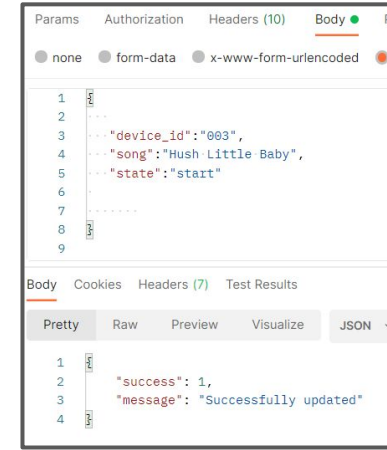 Params Authorization Headers (10) Body
none form-data x-www-form-urlencoded
1 {
2
3 "device_id":"003",
4 "song":"Hush Little Baby",
5 "state":"start"
6
7
8 }
9
Body Cookies Headers (7) Test Results
Pretty Raw Preview Visualize JSON
1 {
2 "success": 1,
3 "message": "Successfully updated"
4 }